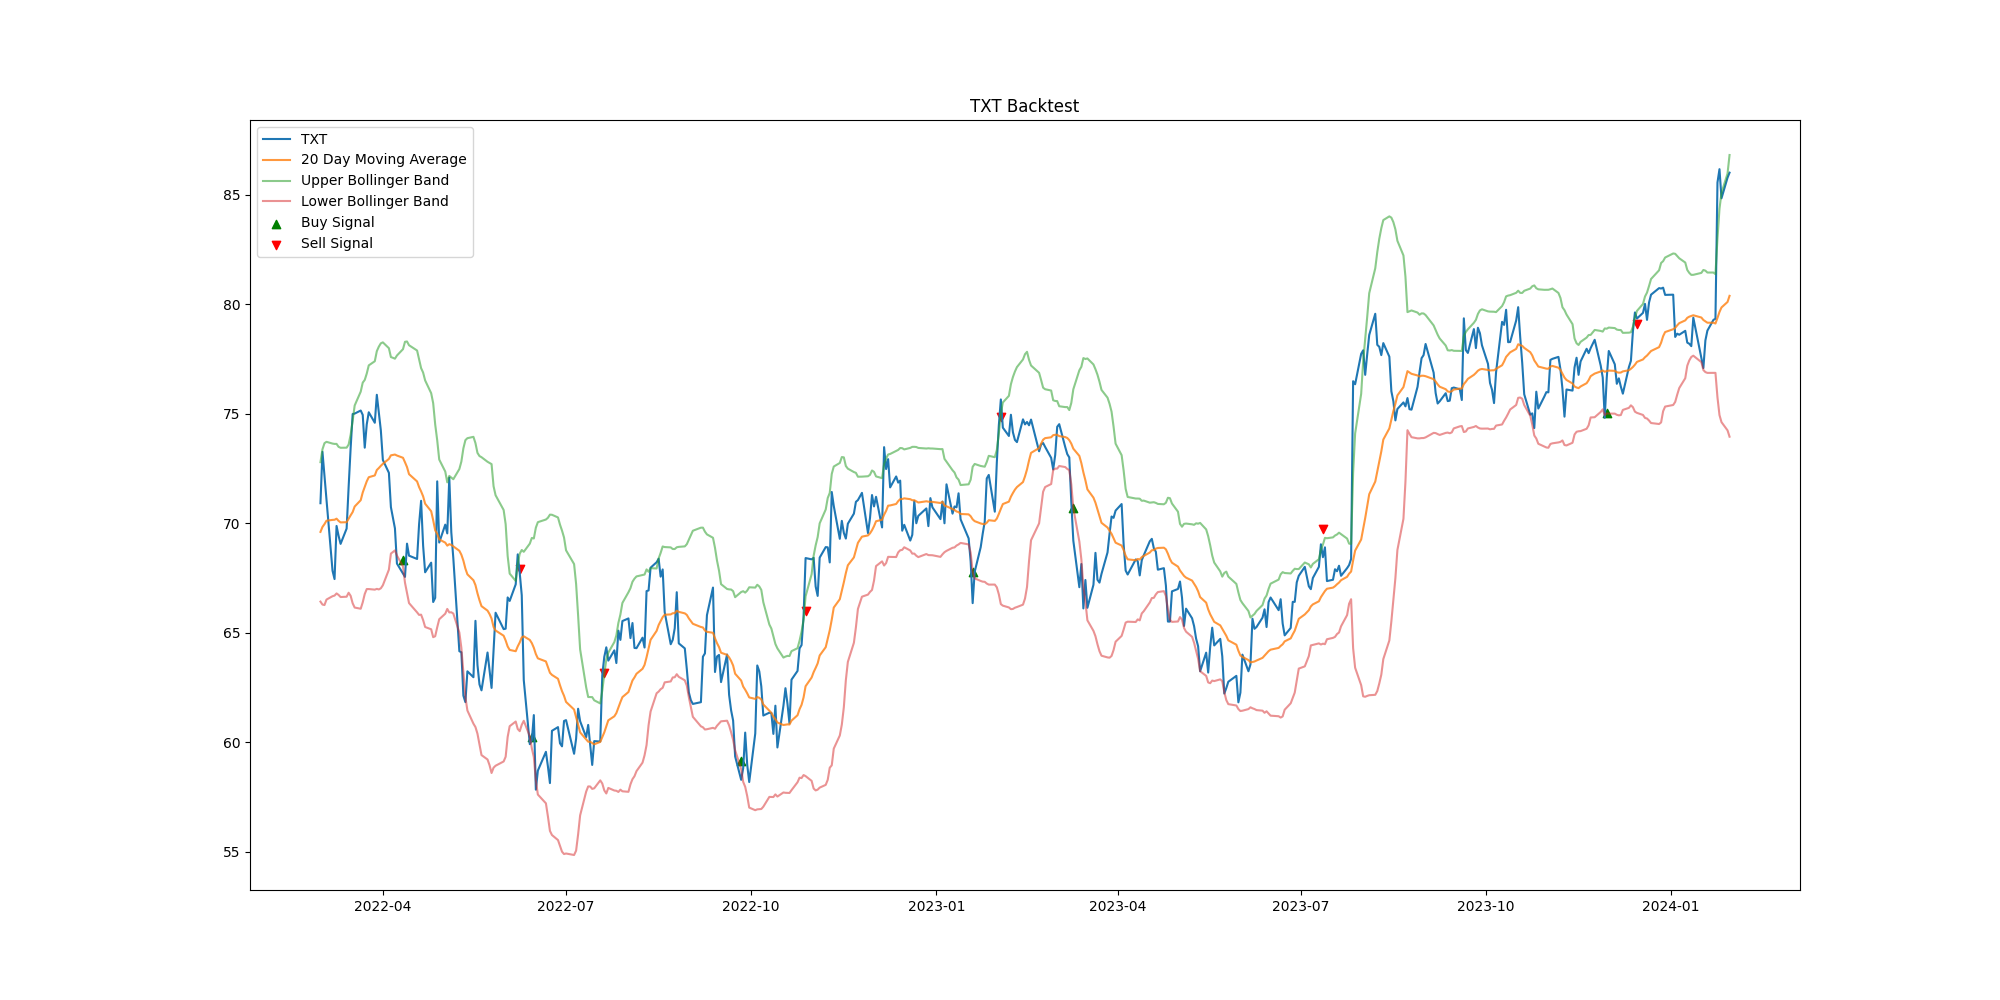 TXT Backtest
TXT
20 Day Moving Average
Upper Bollinger Band
Lower Bollinger Band
Buy Signal
Sell Signal
85
80
75
70
65
60
55
2022-04
2022-07
2022-10
2023-01
2023-04
2023-07
2023-10
2024-01